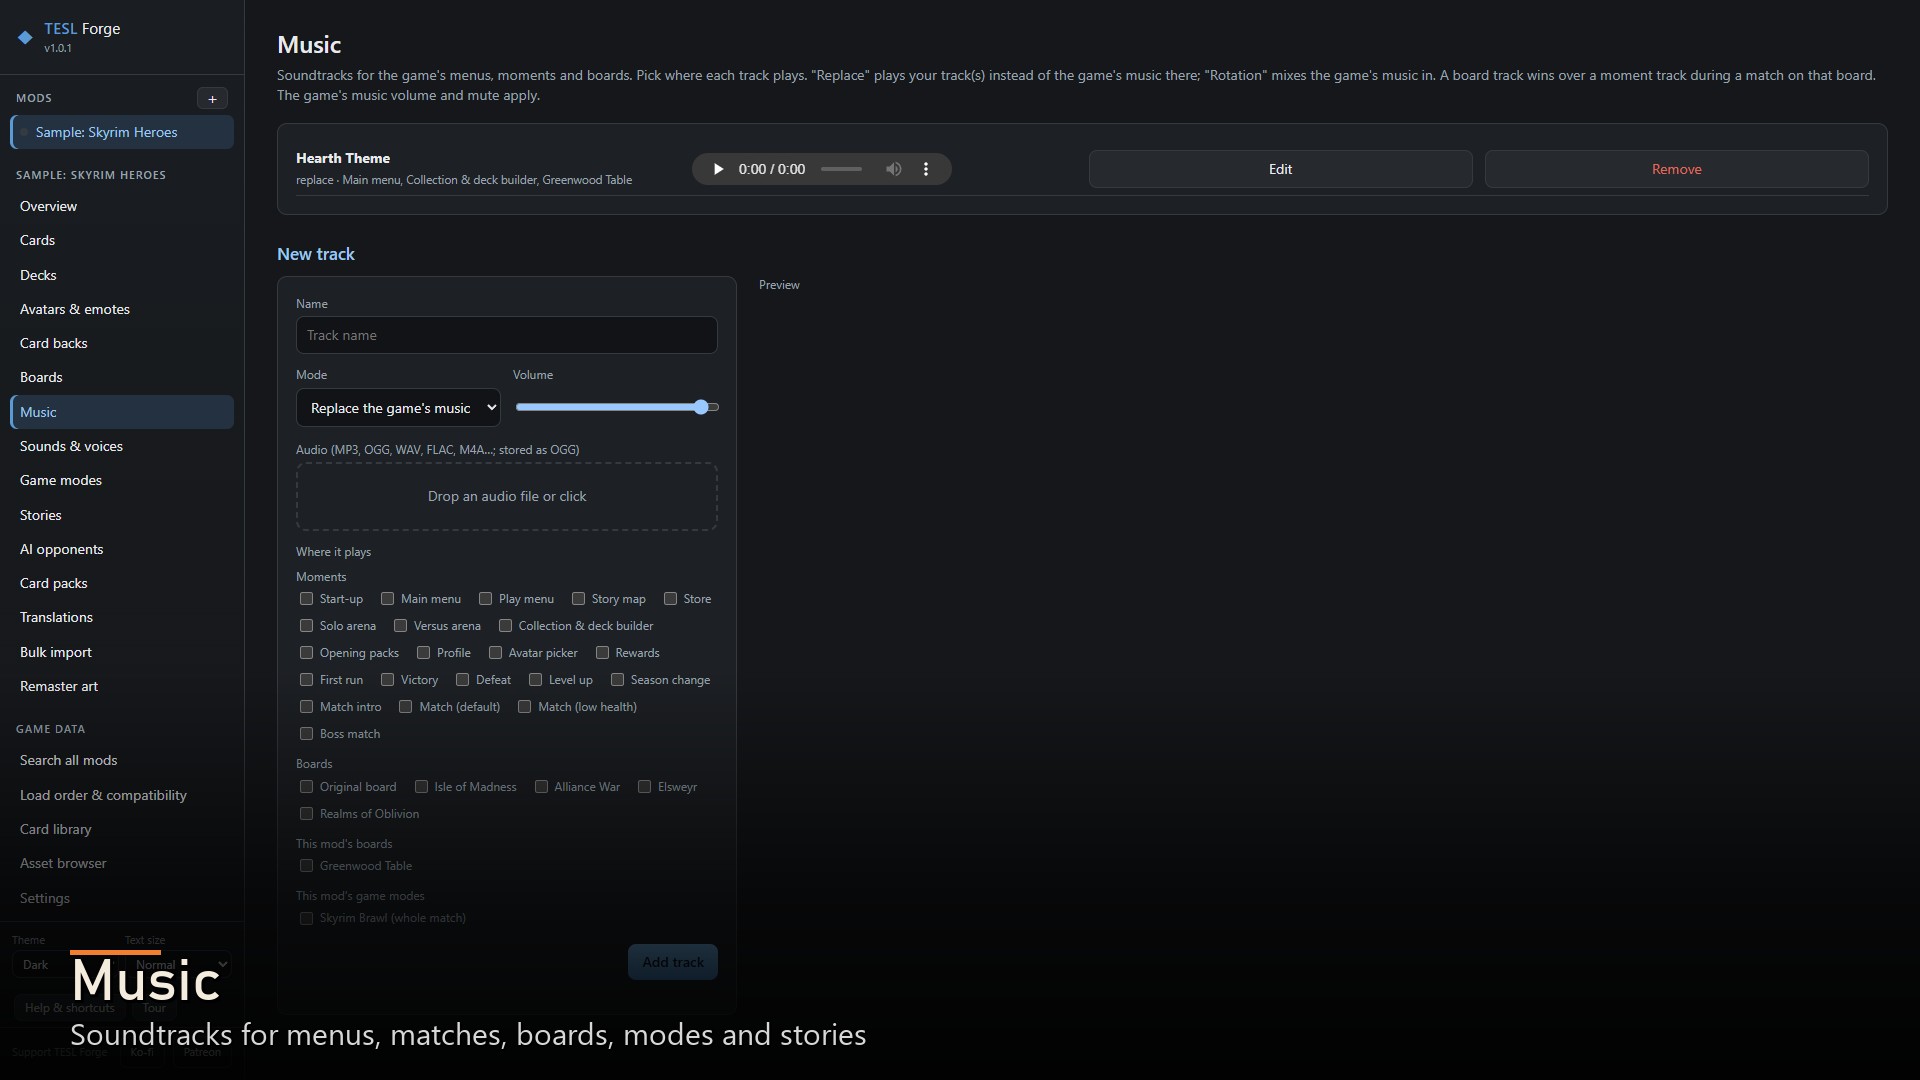 TESL Forge
v1.0.1
MODS
+
Sample: Skyrim Heroes
SAMPLE: SKYRIM HEROES
Overview
Cards
Decks
Avatars & emotes
Card backs
Boards
Music
Sounds & voices
Game modes
Stories
AI opponents
Card packs
Translations
Bulk import
Remaster art
GAME DATA
Search all mods
Load order & compatibility
Card library
Asset browser
Settings
Theme Text size
Dark Normal
Help & shortcuts Tour
Support TESL Forge Ko-fi Patreon
Music
Soundtracks for the game's menus, moments and boards. Pick where each track plays. "Replace" plays your track(s) instead of the game's music there; "Rotation" mixes the game's music in. A board track wins over a moment track during a match on that board.
The game's music volume and mute apply.
Hearth Theme
replace · Main menu, Collection & deck builder, Greenwood Table
0:00 / 0:00
Edit
Remove
New track
Name
Track name
Mode Volume
Replace the game's music
Audio (MP3, OGG, WAV, FLAC, M4A...; stored as OGG)
Drop an audio file or click
Where it plays
Moments
Start-up Main menu Play menu Story map Store
Solo arena Versus arena Collection & deck builder
Opening packs Profile Avatar picker Rewards
First run Victory Defeat Level up Season change
Match intro Match (default) Match (low health)
Boss match
Boards
Original board Isle of Madness Alliance War Elsweyr
Realms of Oblivion
This mod's boards
Greenwood Table
This mod's game modes
Skyrim Brawl (whole match)
Add track
Preview
Music
Soundtracks for menus, matches, boards, modes and stories